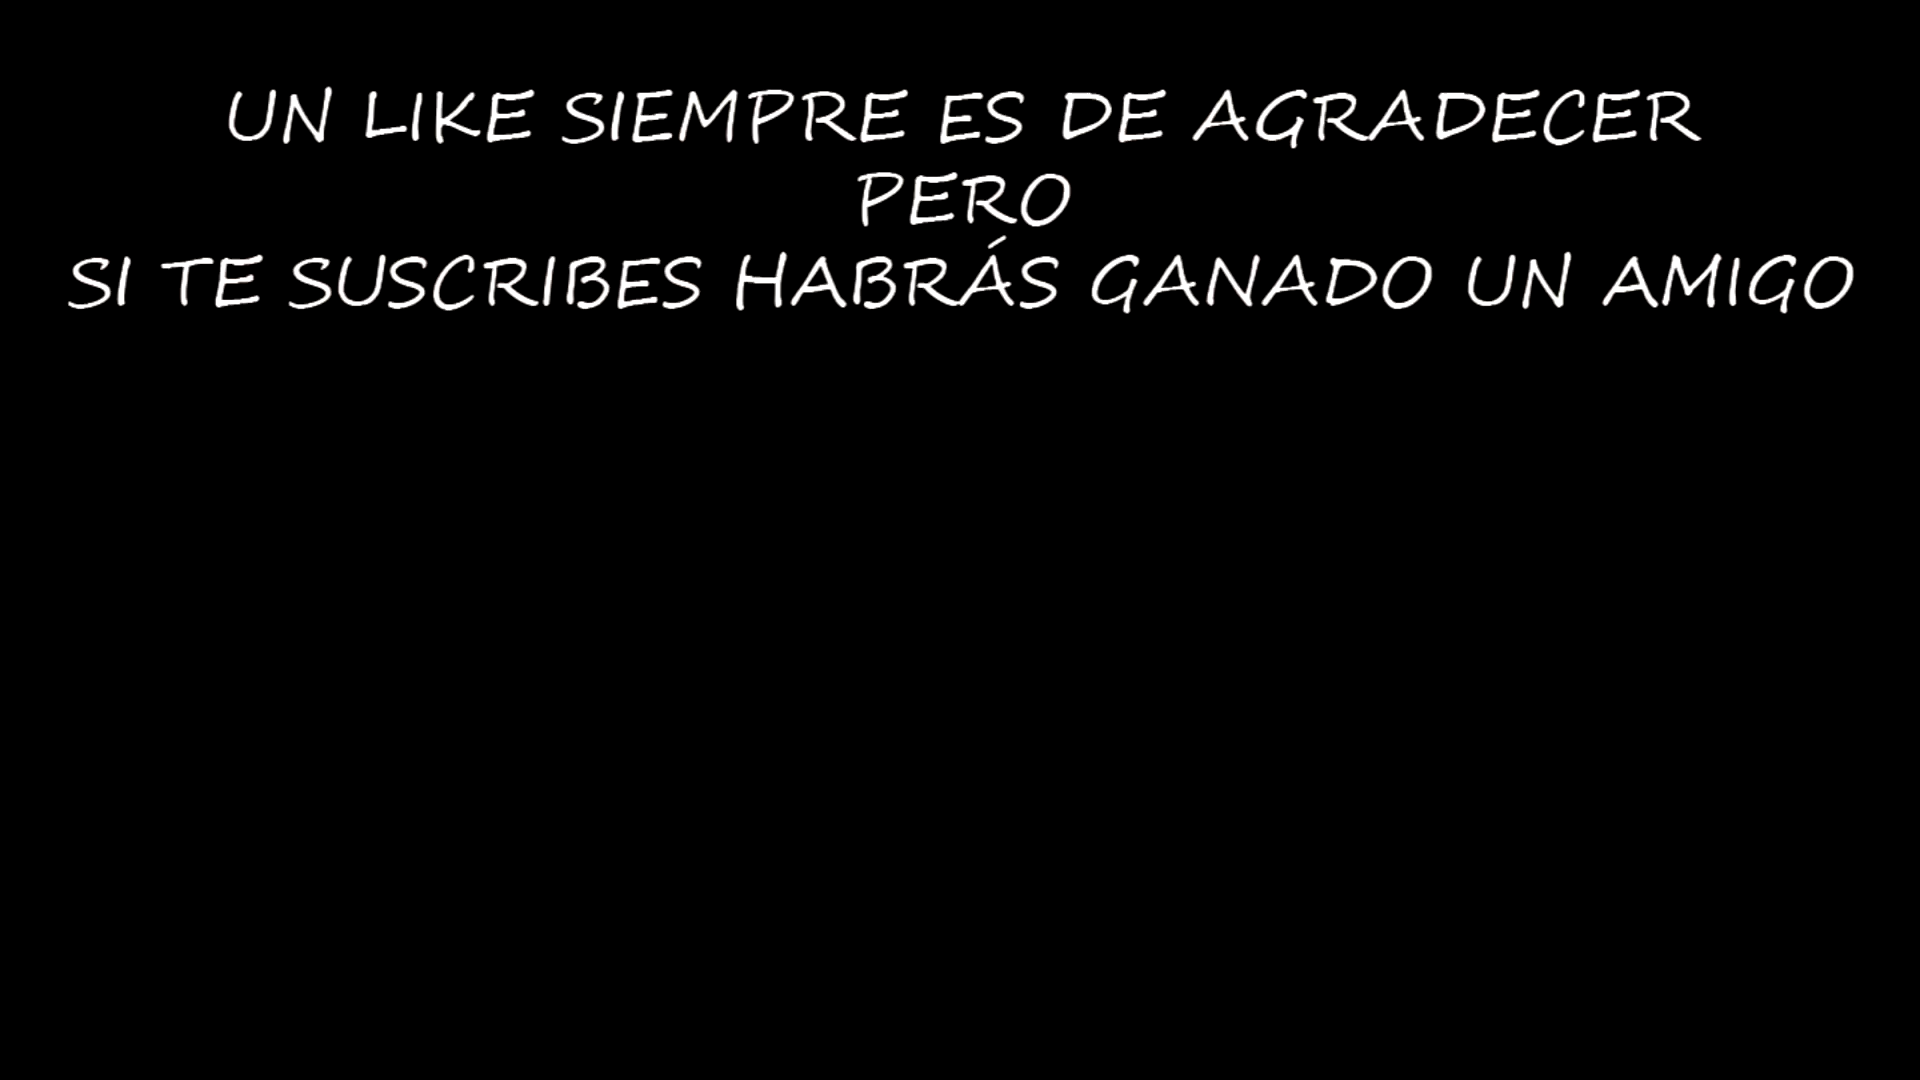 UN LIKE SIEMPRE ES DE AGRADECER
PERO
SI TE SUSCRIBES HABRÁS GANADO UN AMIGO